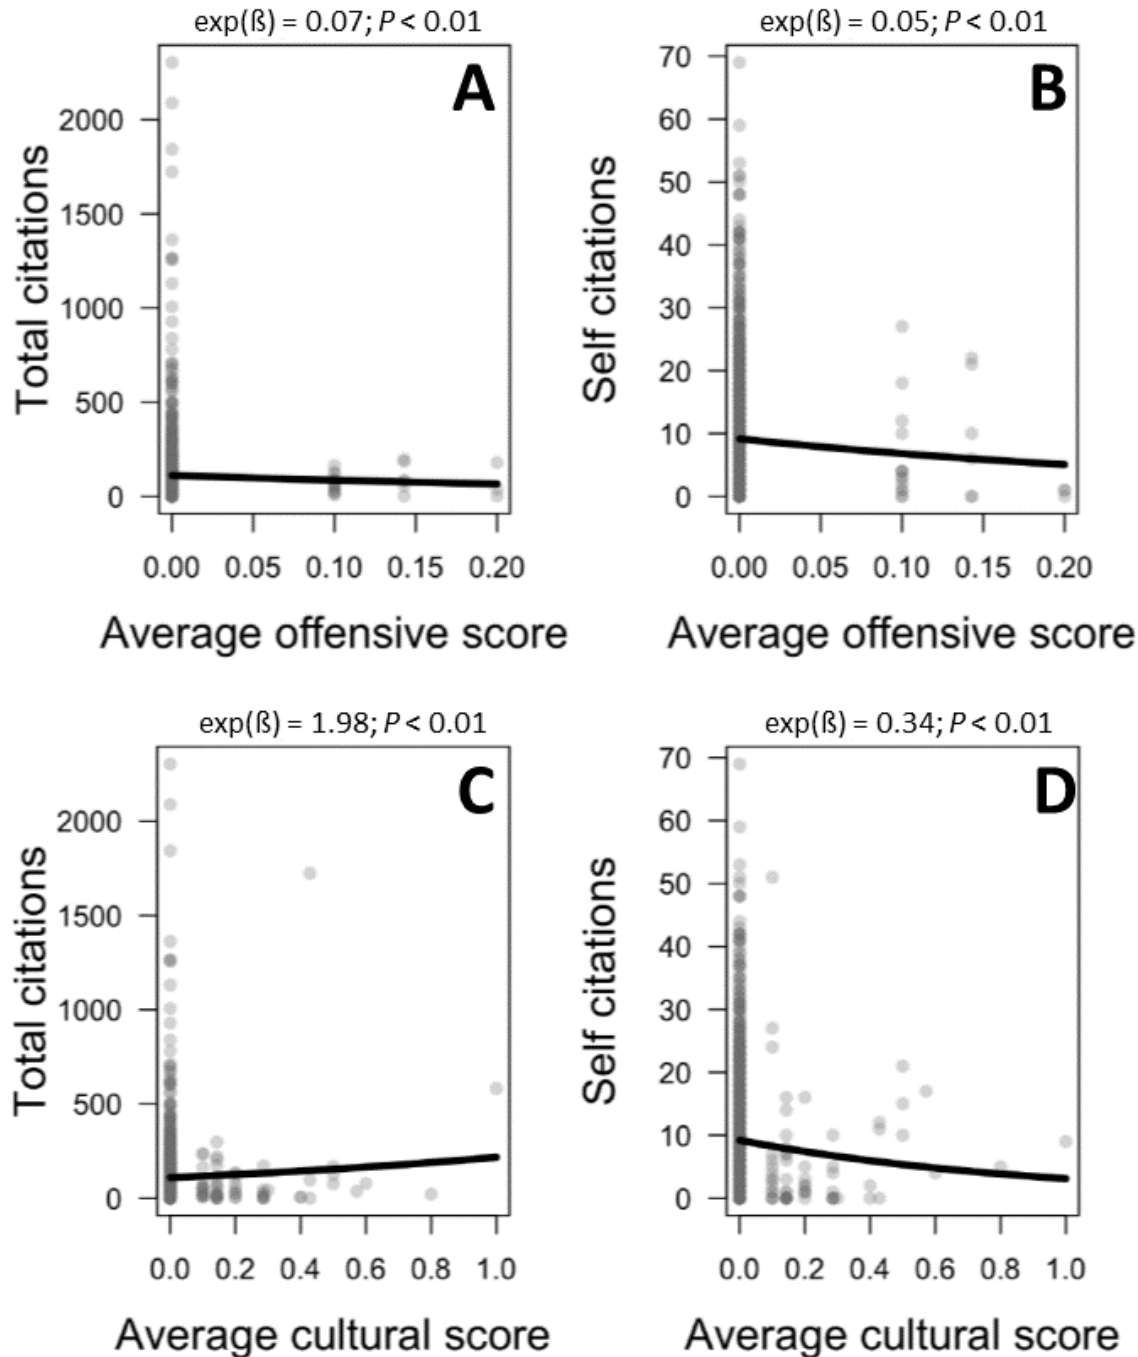 exp(ß) = 0.07; P < 0.01
A
Total citations
2000
1500
1000
500
0
0.00 0.05 0.10 0.15 0.20
Average offensive score
exp(ß) = 0.05; P < 0.01
B
Self citations
70
60
50
40
30
20
10
0
0.00 0.05 0.10 0.15 0.20
Average offensive score
exp(ß) = 1.98; P < 0.01
C
Total citations
2000
1500
1000
500
0
0.0 0.2 0.4 0.6 0.8 1.0
Average cultural score
exp(ß) = 0.34; P < 0.01
D
Self citations
70
60
50
40
30
20
10
0
0.0 0.2 0.4 0.6 0.8 1.0
Average cultural score